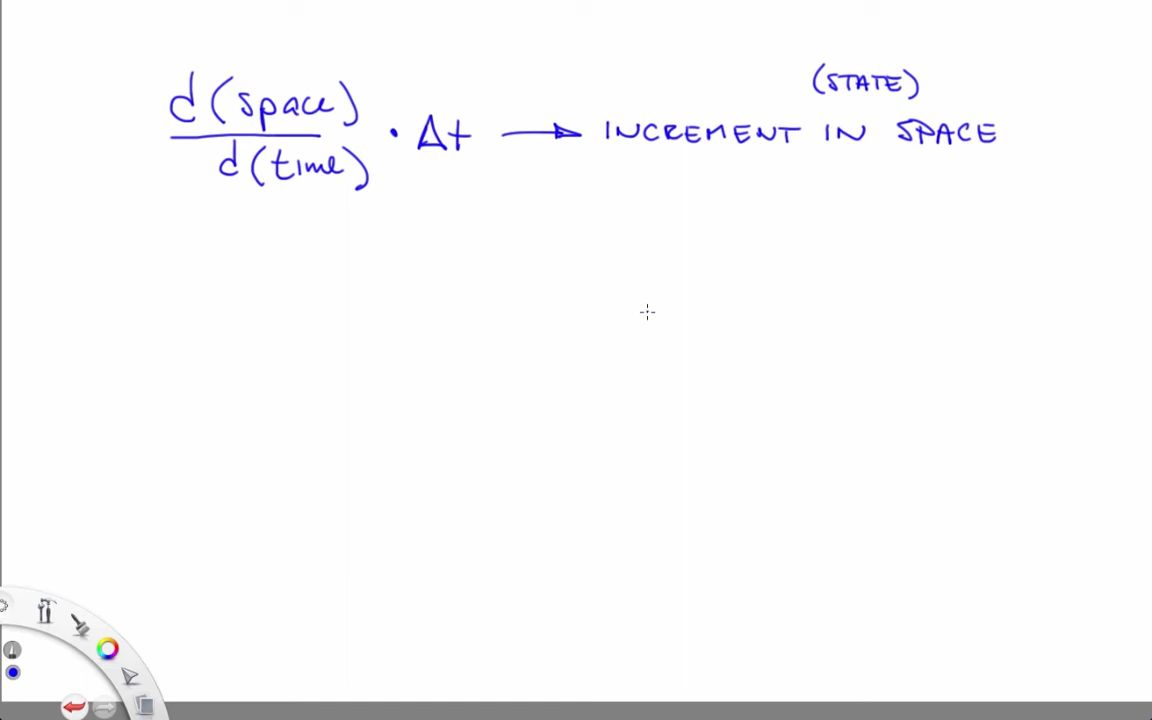 (STATE)
d(space)/d(time) · Δt → INCREMENT IN SPACE